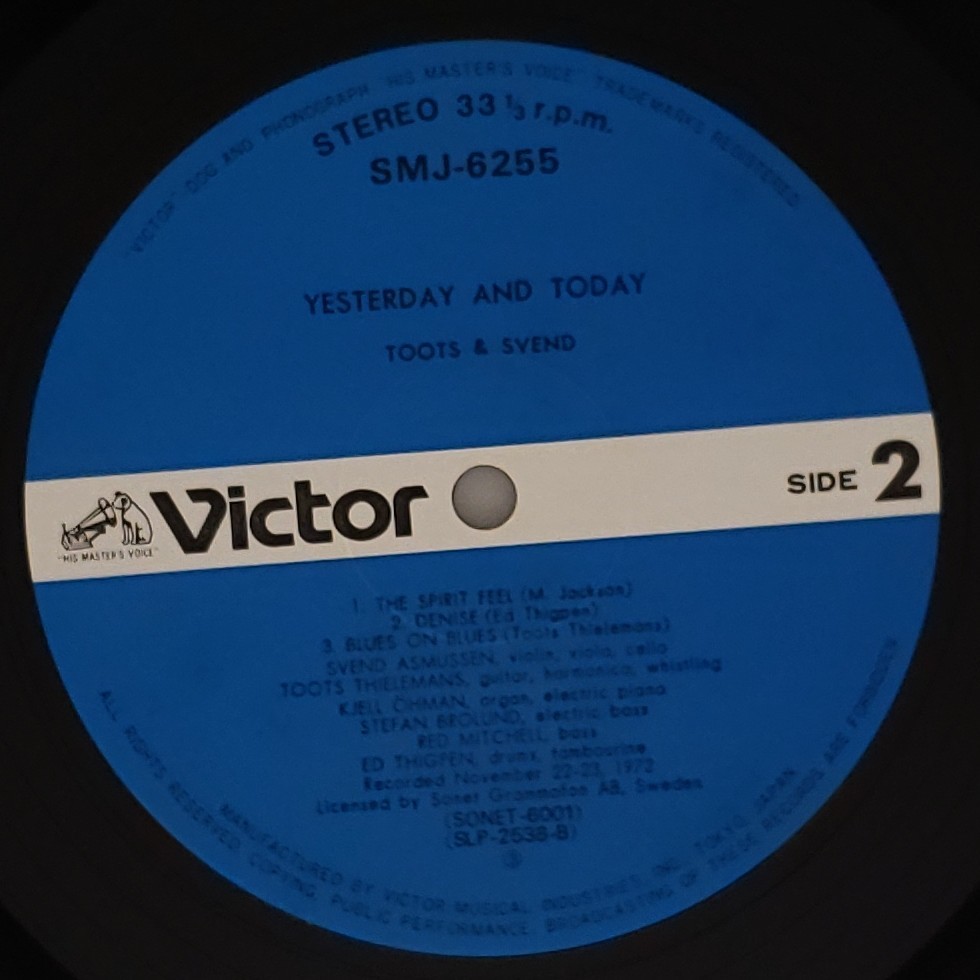 "VICTOR" "DOG AND PHONOGRAPH" "HIS MASTER'S VOICE" TRADEMARKS REGISTERED
STEREO 33 1/3 r.p.m.
SMJ-6255
YESTERDAY AND TODAY
TOOTS & SVEND
"HIS MASTER'S VOICE"
Victor
SIDE 2
1. THE SPIRIT FEEL (M. Jackson)
2. DENISE (Ed Thigpen)
3. BLUES ON BLUES (Toots Thielemans)
SVEND ASMUSSEN, violin, viola, cello
TOOTS THIELEMANS, guitar, harmonica, whistling
KJELL ÖHMAN, organ, electric piano
STEFAN BROLUND, electric bass
RED MITCHELL, bass
ED THIGPEN, drums, tambourine
Recorded November 22-23, 1972
Licensed by Sonet Grammofon AB, Sweden
(SONET-6001)
(SLP-2538-B)
MANUFACTURED BY VICTOR MUSICAL INDUSTRIES, INC. TOKYO JAPAN
ALL RIGHTS RESERVED. COPYING, PUBLIC PERFORMANCE, BROADCASTING OF THESE RECORDS ARE FORBIDDEN